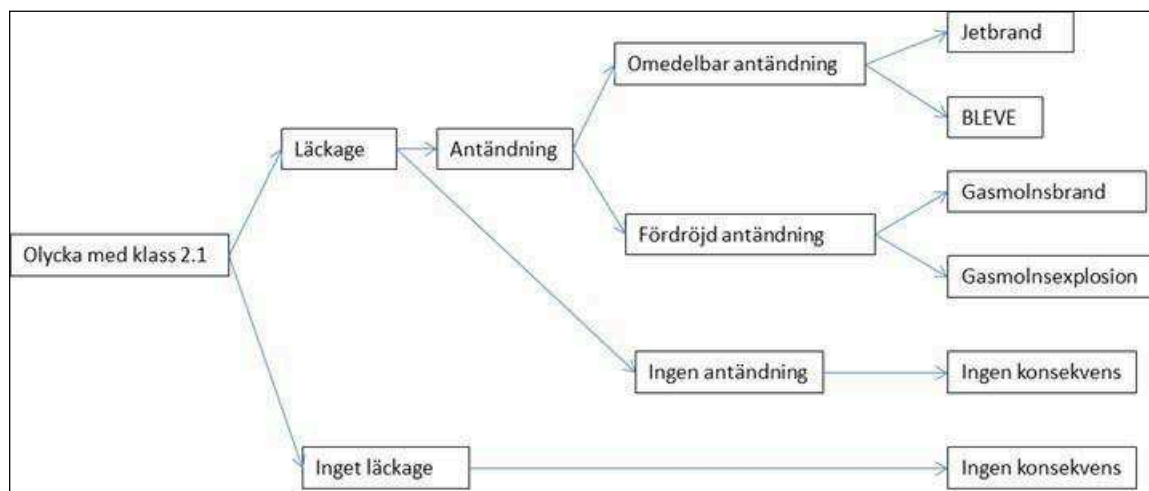 Jetbrand
Omedelbar antändning
BLEVE
Läckage
Antändning
Gasmolnsbrand
Fördröjd antändning
Olycka med klass 2.1
Gasmolnsexplosion
Ingen antändning
Ingen konsekvens
Inget läckage
Ingen konsekvens